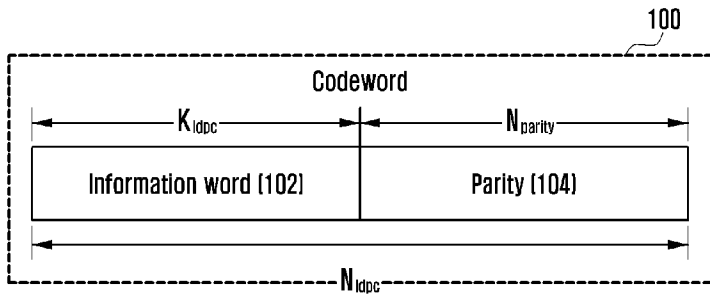 100
Codeword
Kldpc Nparity
Information word (102) Parity (104)
Nldpc